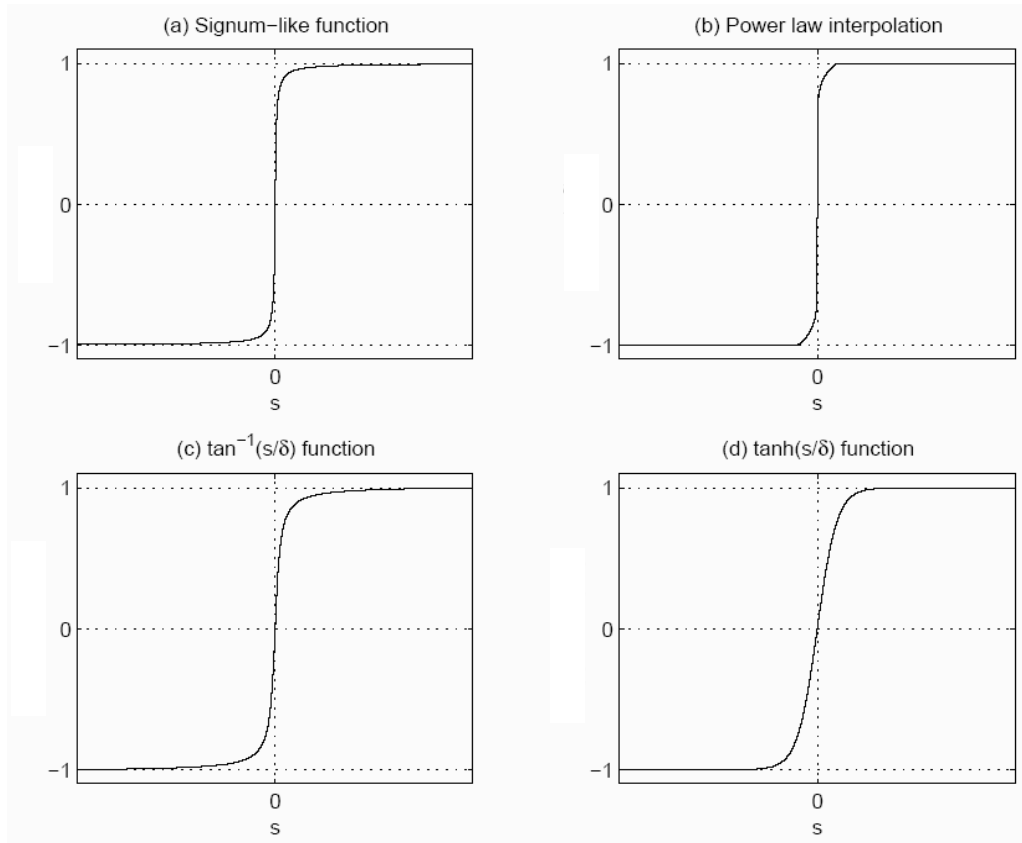 (a) Signum−like function
1
0
−1
0
s
(b) Power law interpolation
1
0
−1
0
s
(c) tan⁻¹(s/δ) function
1
0
−1
0
s
(d) tanh(s/δ) function
1
0
−1
0
s